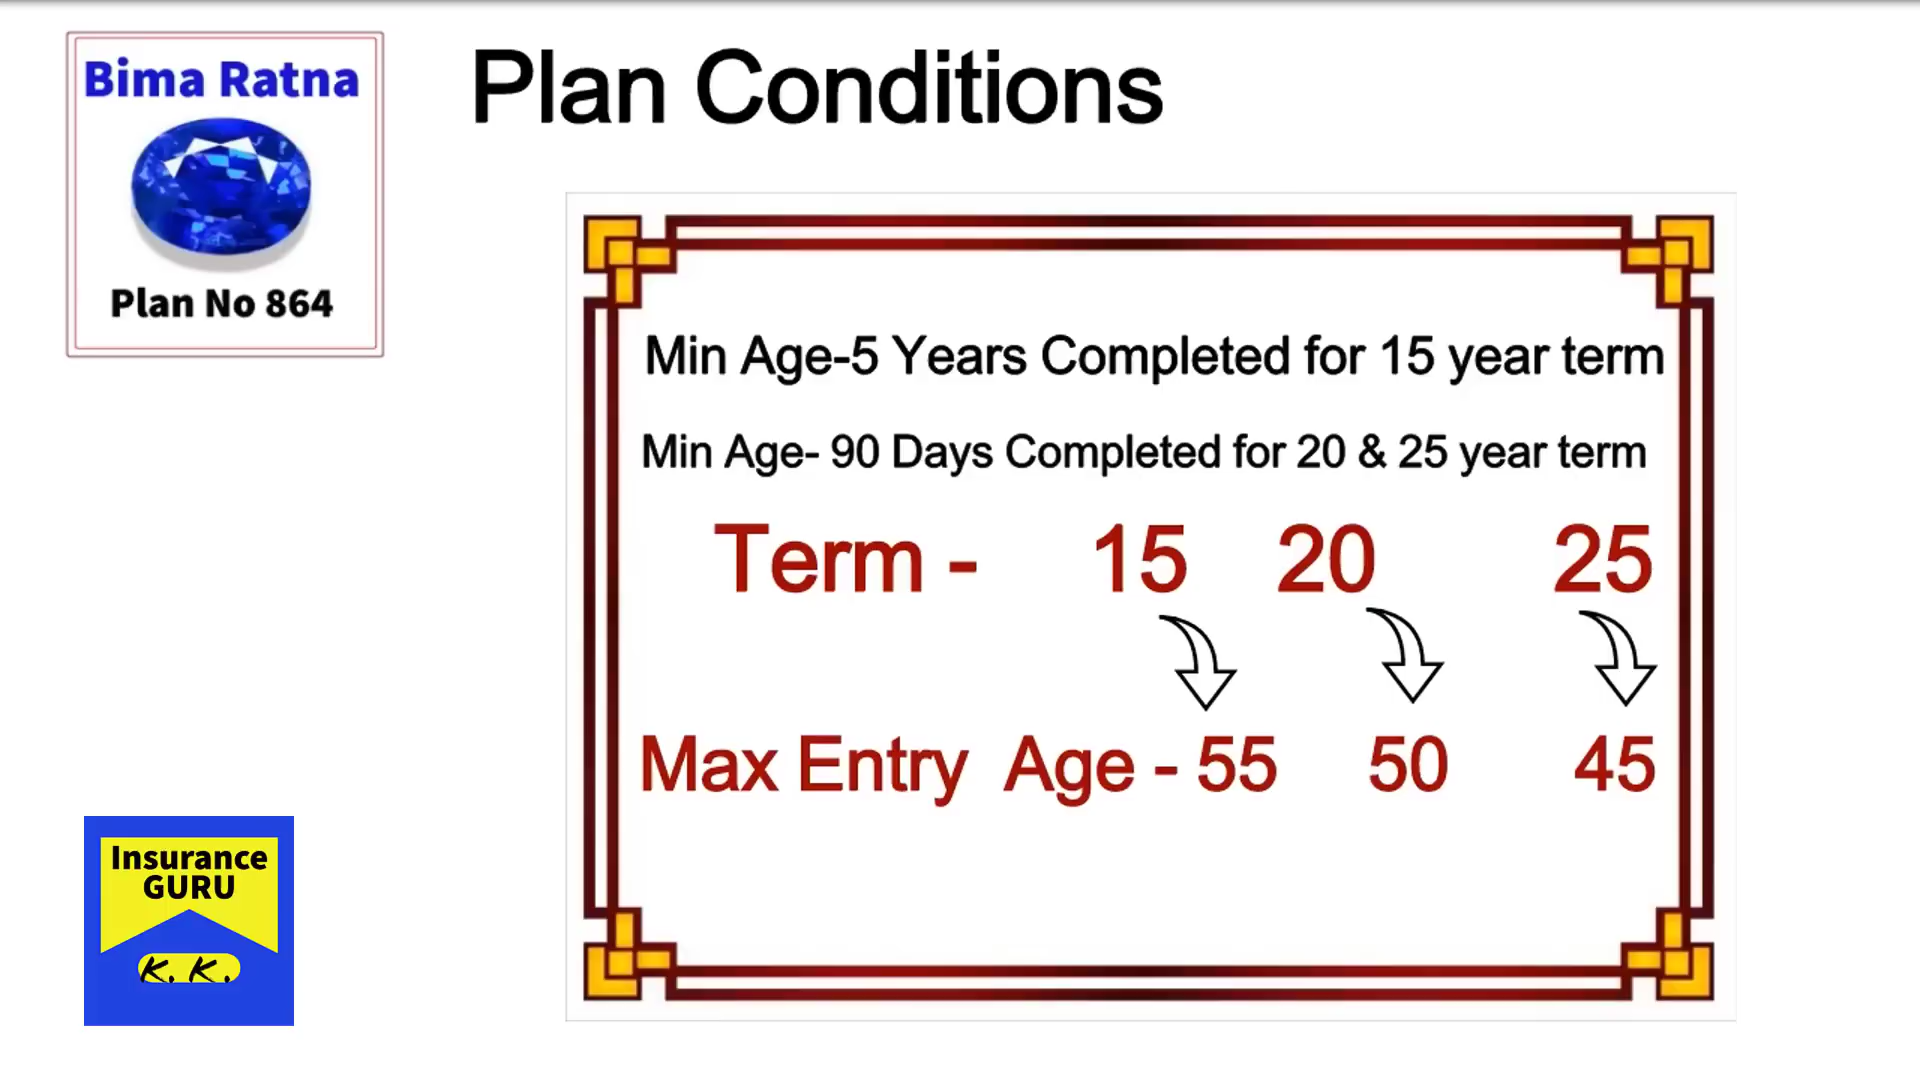 Bima Ratna
Plan No 864
Plan Conditions
Min Age-5 Years Completed for 15 year term
Min Age- 90 Days Completed for 20 & 25 year term
Term - 15 20 25
Max Entry Age - 55 50 45
Insurance
GURU
K. K.